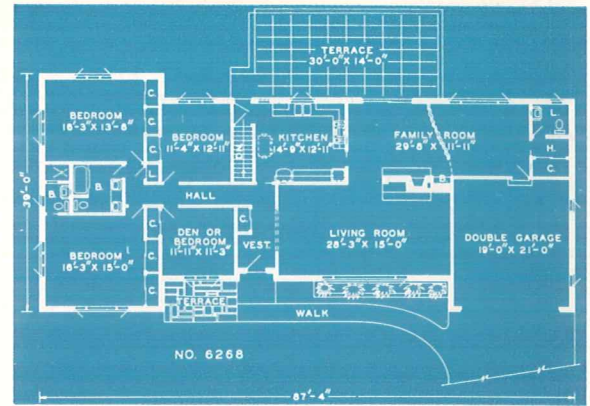 TERRACE
30'-0" X 14'-0"
BEDROOM
16'-3" X 13'-8"
C.
C.
C.
L.
BEDROOM
11'-4" X 12'-11"
DN.
KITCHEN
14'-9" X 12'-11"
FAMILY ROOM
29'-8" X 11'-11"
L.
H.
C.
39'-0"
B.
B.
HALL
BEDROOM
16'-3" X 15'-0"
C.
C.
C.
DEN OR
BEDROOM
11'-11" X 11'-3"
C.
VEST.
LIVING ROOM
28'-3" X 15'-0"
DOUBLE GARAGE
19'-0" X 21'-0"
TERRACE
WALK
NO. 6268
87'-4"